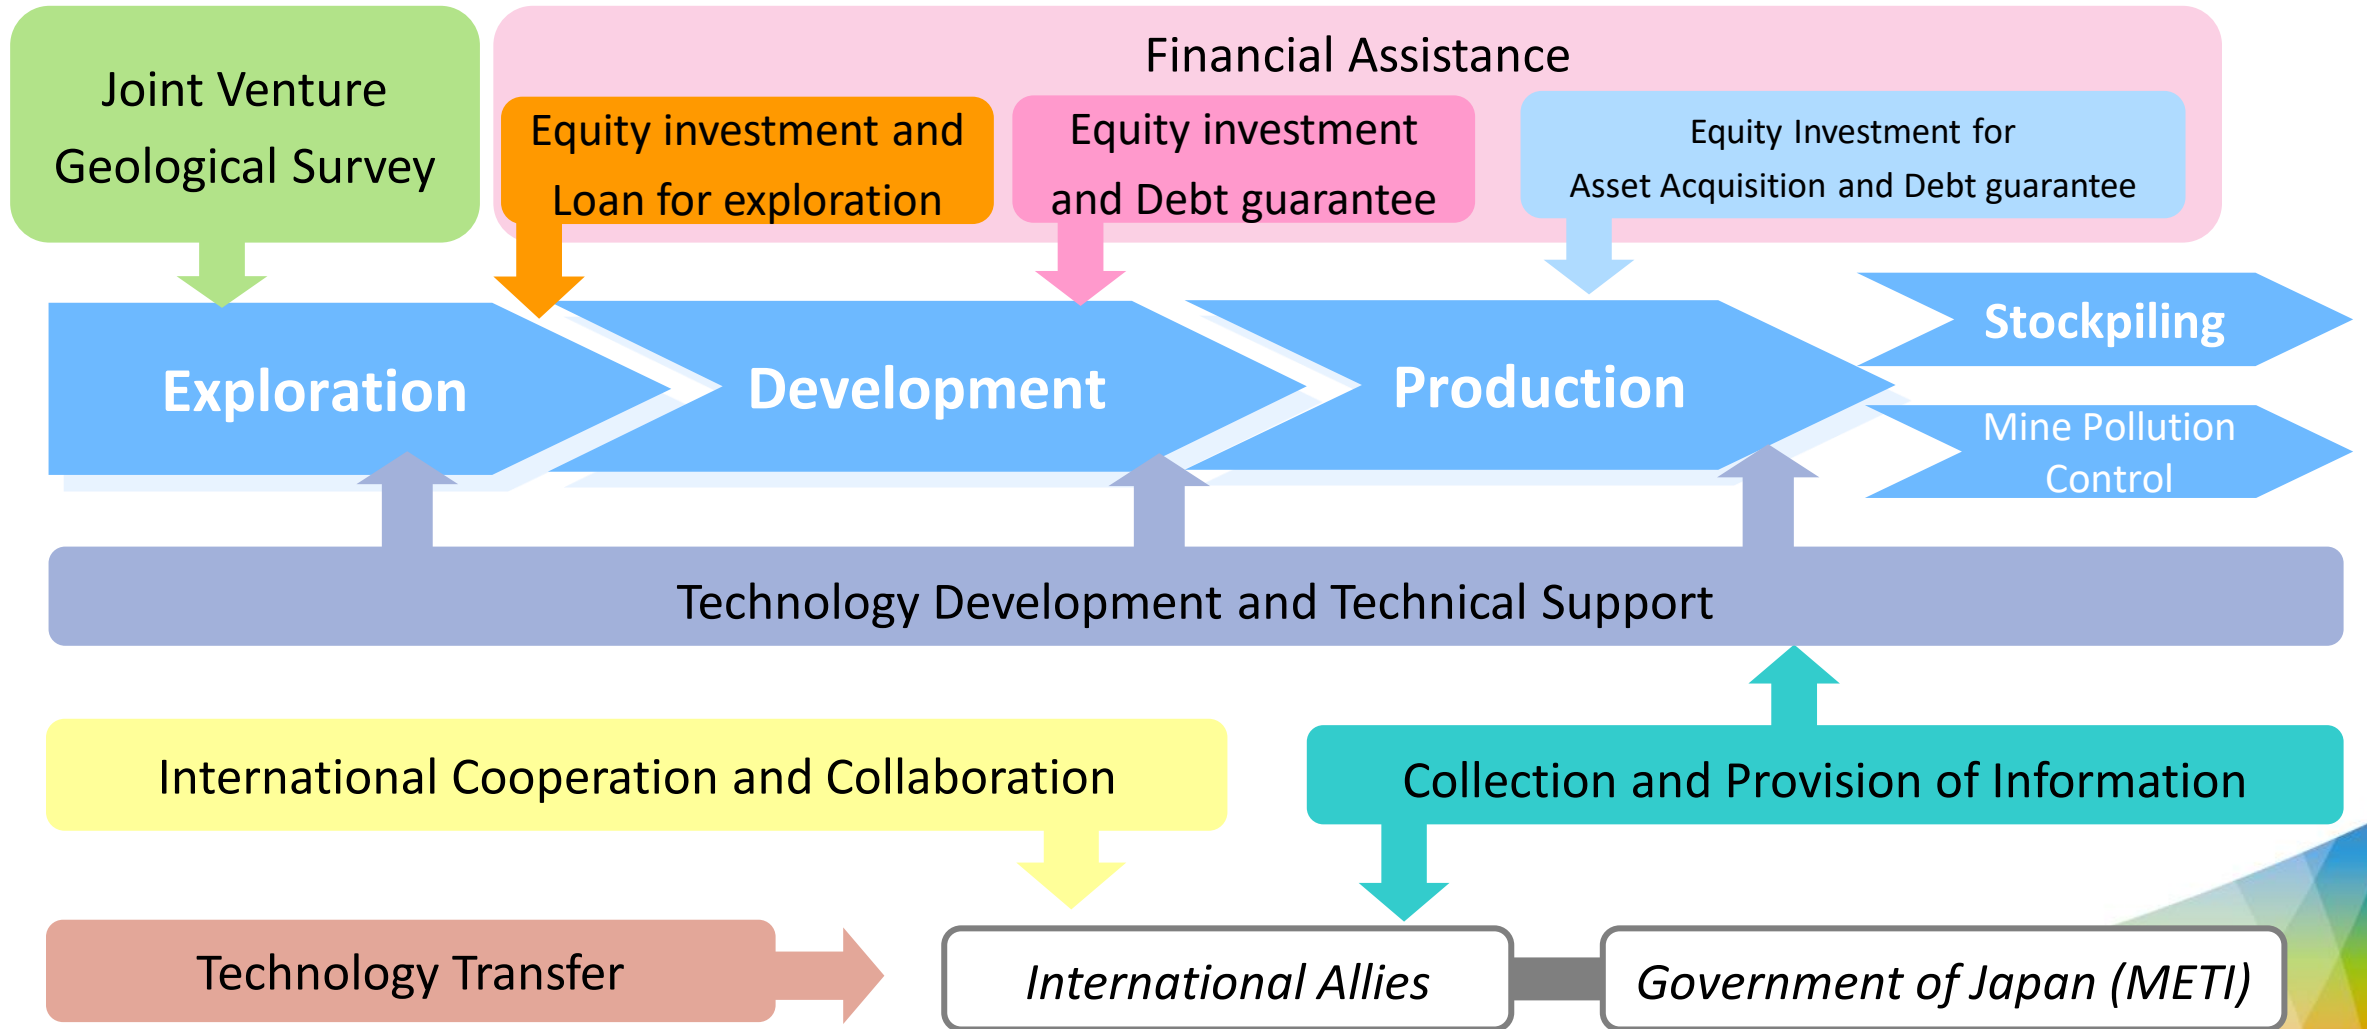 Joint Venture
Geological Survey
Financial Assistance
Equity investment and
Loan for exploration
Equity investment
and Debt guarantee
Equity Investment for
Asset Acquisition and Debt guarantee
Exploration
Development
Production
Stockpiling
Mine Pollution
Control
Technology Development and Technical Support
International Cooperation and Collaboration
Collection and Provision of Information
Technology Transfer
International Allies
Government of Japan (METI)